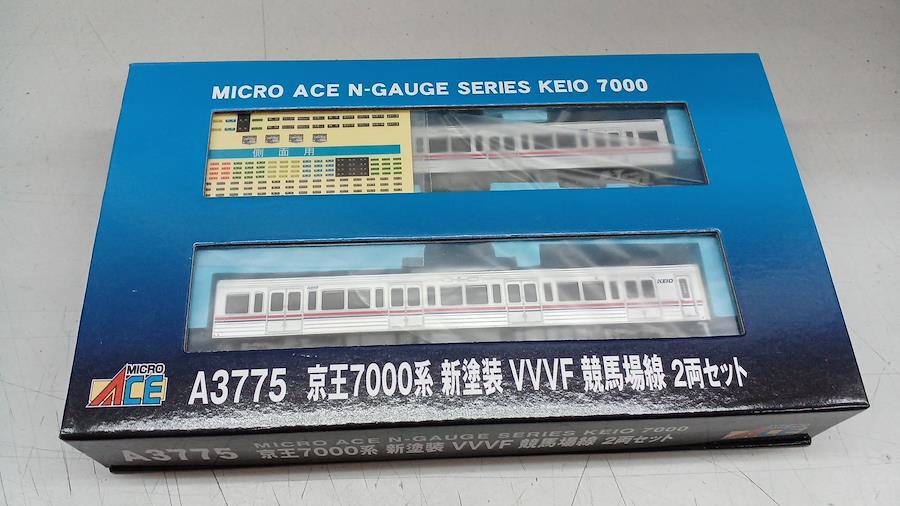 MICRO ACE N-GAUGE SERIES KEIO 7000
側面用
KEIO
KEIO
MICRO
ACE
A3775 京王7000系 新塗装 VVVF 競馬場線 2両セット
MICRO ACE N-GAUGE SERIES KEIO 7000
A3775 京王7000系 新塗装 VVVF 競馬場線 2両セット